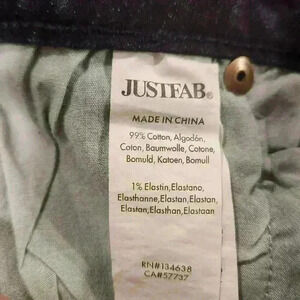 JUSTFAB®
MADE IN CHINA
99% Cotton, Algodón,
Coton, Baumwolle, Cotone,
Bomuld, Katoen, Bomull
1% Elastin, Elastano,
Elasthanne, Elastan, Elastan,
Elastan, Elasthan, Elastaan
RN#134638
CA#57737